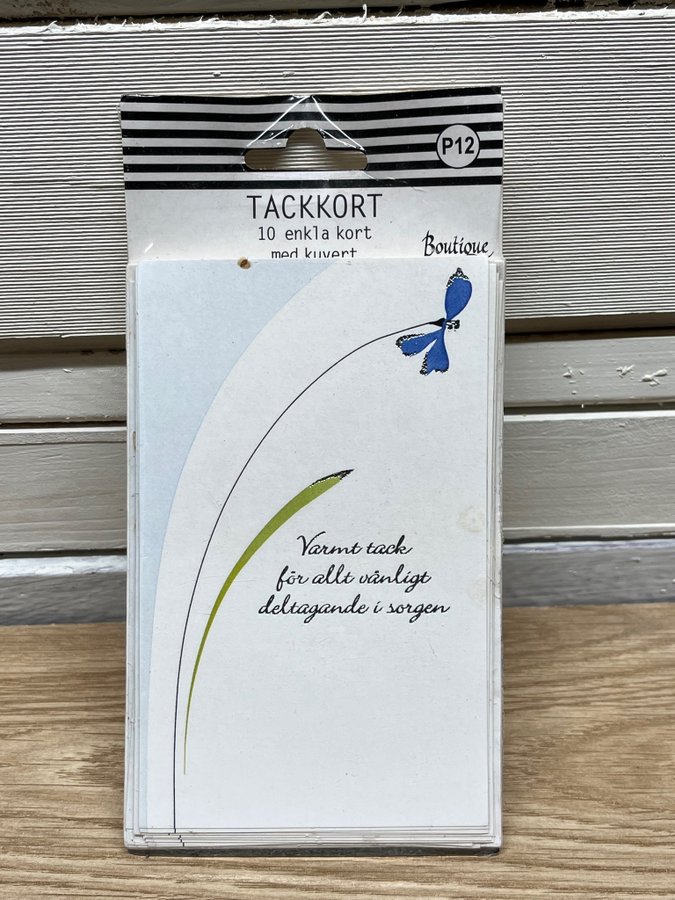 P12
TACKKORT
10 enkla kort
med kuvert
Boutique
Varmt tack
för allt vänligt
deltagande i sorgen